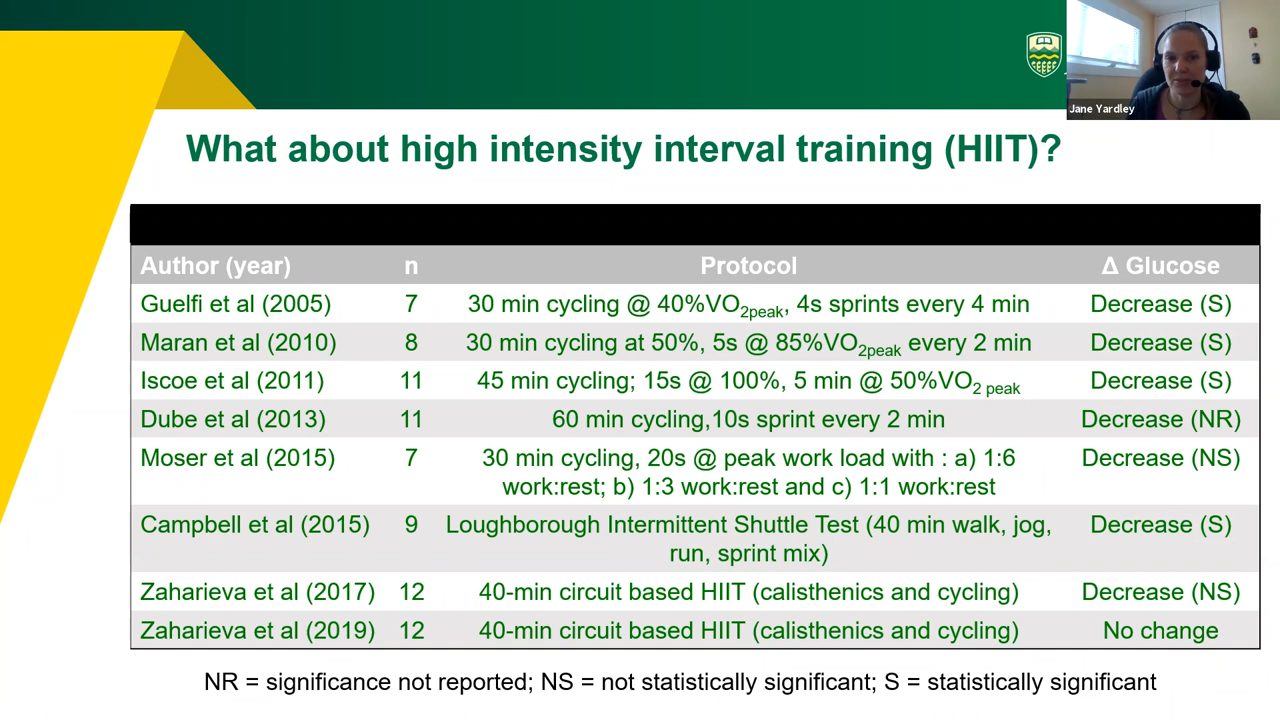 Jane Yardley
What about high intensity interval training (HIIT)?
Author (year) n Protocol Δ Glucose
Guelfi et al (2005) 7 30 min cycling @ 40%VO2peak, 4s sprints every 4 min Decrease (S)
Maran et al (2010) 8 30 min cycling at 50%, 5s @ 85%VO2peak every 2 min Decrease (S)
Iscoe et al (2011) 11 45 min cycling; 15s @ 100%, 5 min @ 50%VO2 peak Decrease (S)
Dube et al (2013) 11 60 min cycling,10s sprint every 2 min Decrease (NR)
Moser et al (2015) 7 30 min cycling, 20s @ peak work load with : a) 1:6 Decrease (NS)
work:rest; b) 1:3 work:rest and c) 1:1 work:rest
Campbell et al (2015) 9 Loughborough Intermittent Shuttle Test (40 min walk, jog, Decrease (S)
run, sprint mix)
Zaharieva et al (2017) 12 40-min circuit based HIIT (calisthenics and cycling) Decrease (NS)
Zaharieva et al (2019) 12 40-min circuit based HIIT (calisthenics and cycling) No change
NR = significance not reported; NS = not statistically significant; S = statistically significant